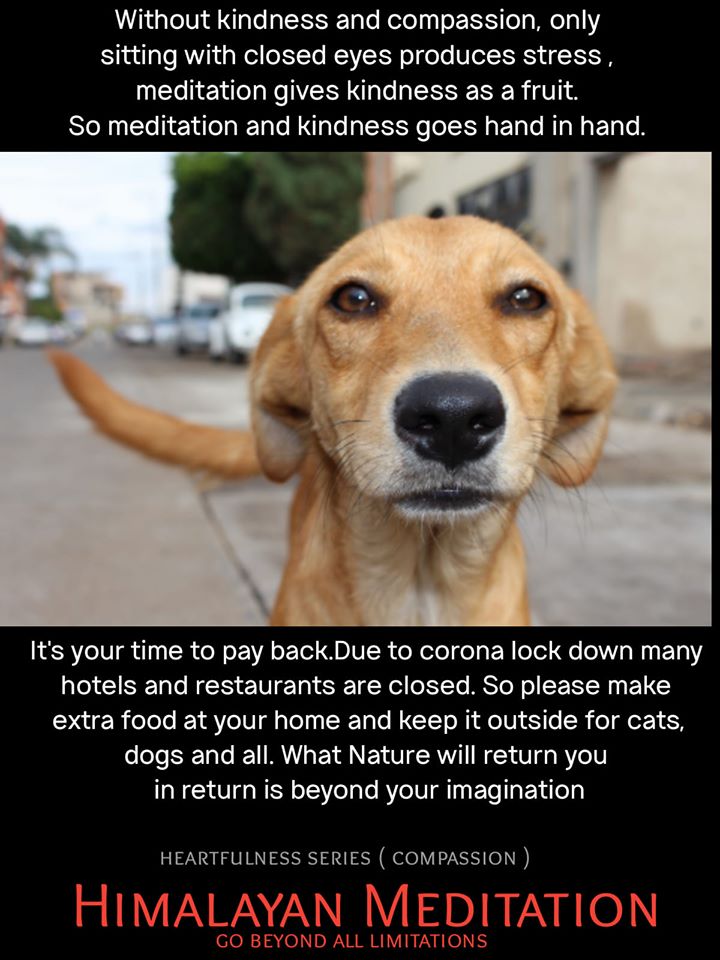 Without kindness and compassion, only
sitting with closed eyes produces stress ,
meditation gives kindness as a fruit.
So meditation and kindness goes hand in hand.
It's your time to pay back.Due to corona lock down many
hotels and restaurants are closed. So please make
extra food at your home and keep it outside for cats,
dogs and all. What Nature will return you
in return is beyond your imagination
HEARTFULNESS SERIES ( COMPASSION )
HIMALAYAN MEDITATION
GO BEYOND ALL LIMITATIONS